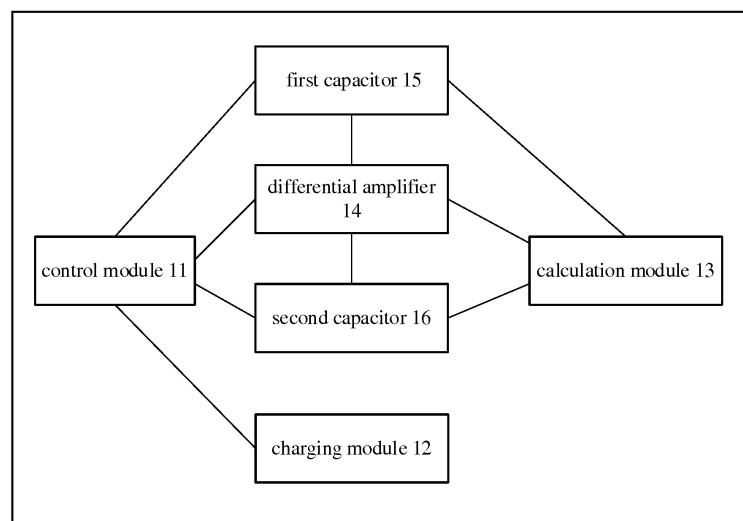 first capacitor 15
differential amplifier
14
control module 11
calculation module 13
second capacitor 16
charging module 12